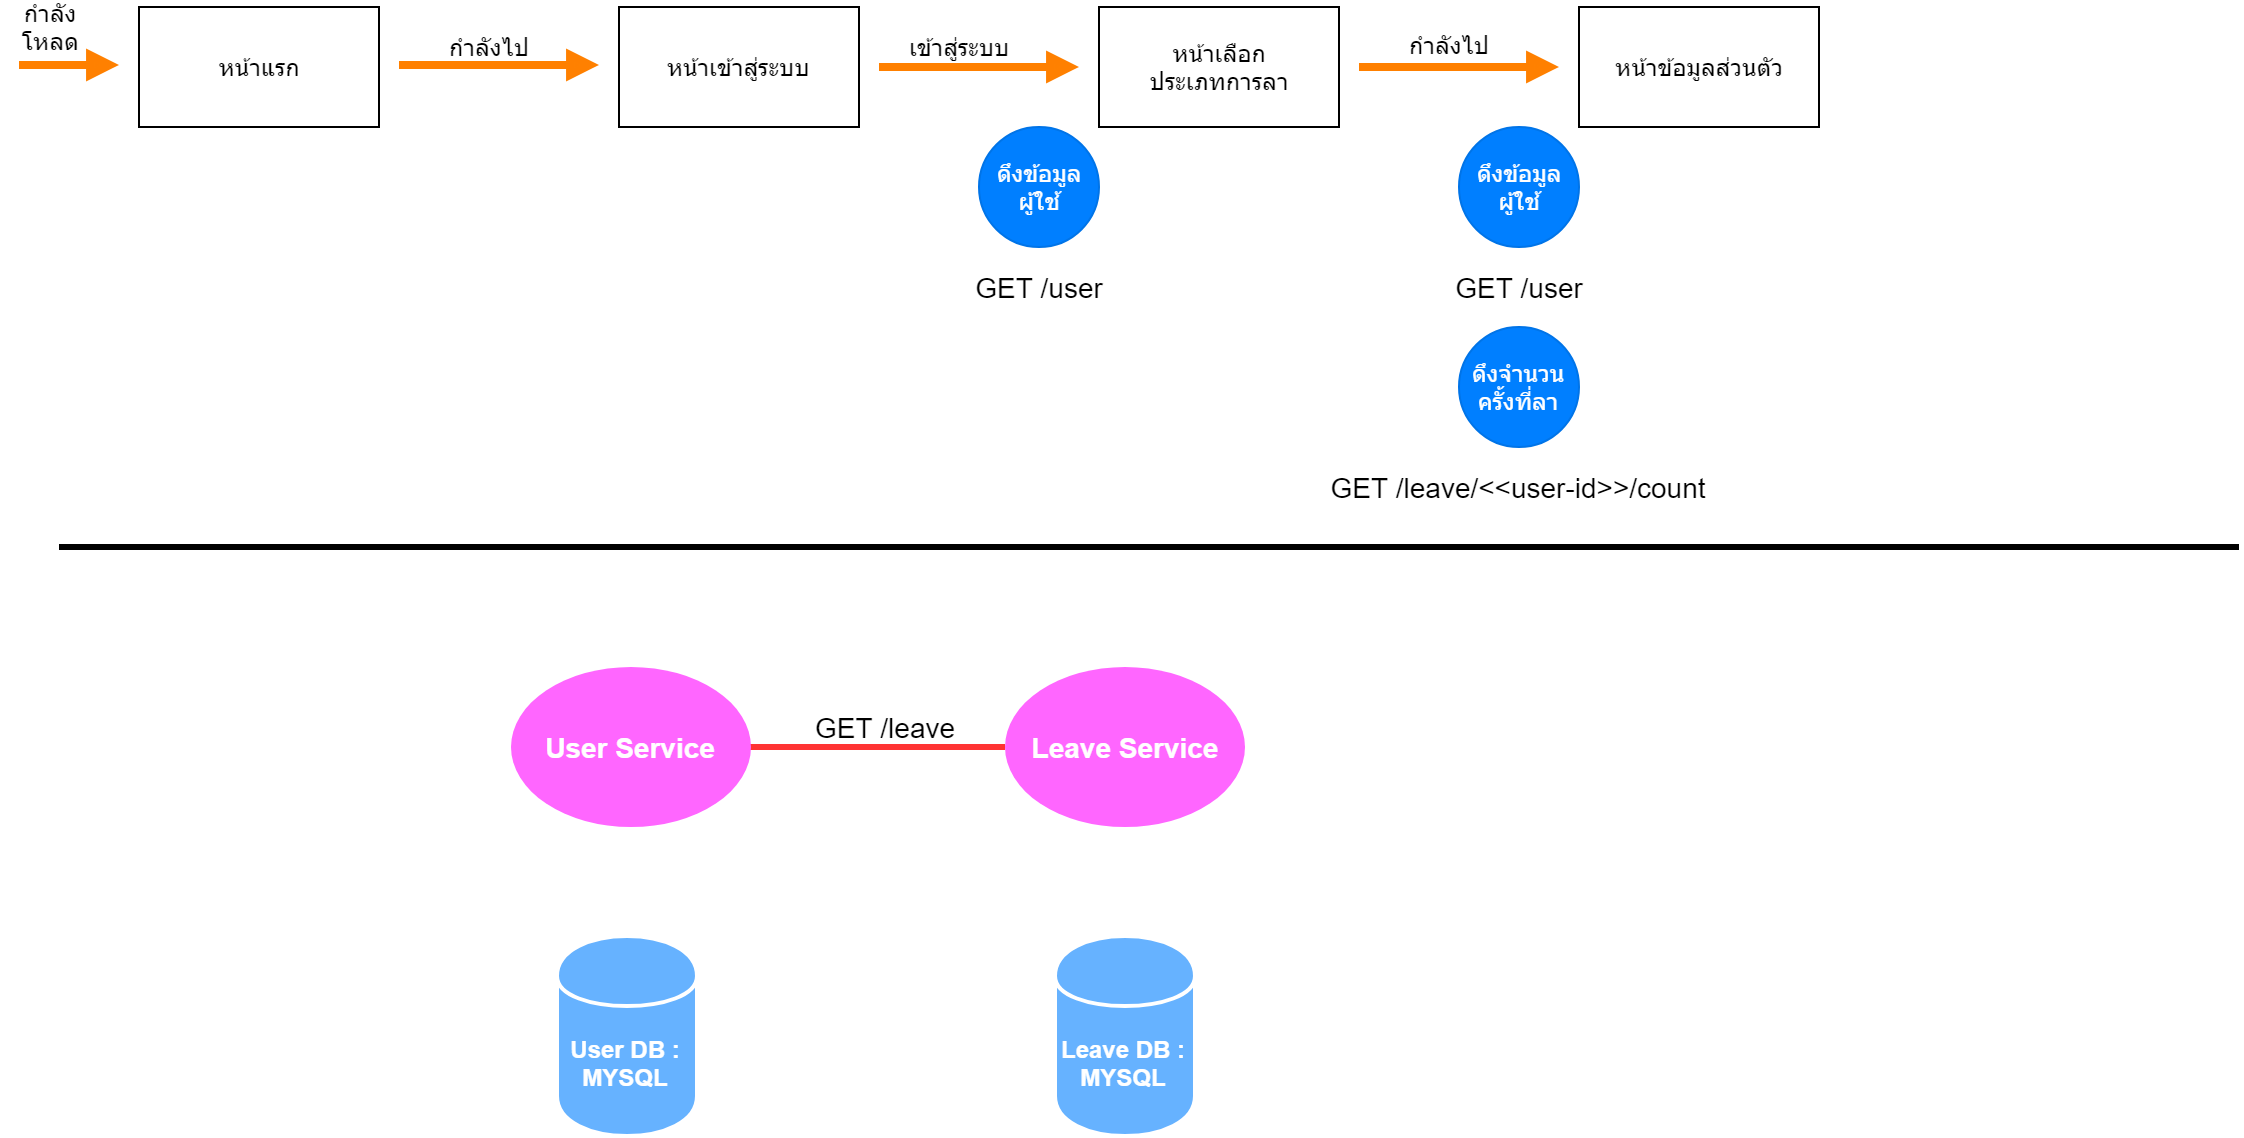 กำลัง
โหลด
หน้าแรก
กำลังไป
หน้าเข้าสู่ระบบ
เข้าสู่ระบบ
หน้าเลือก
ประเภทการลา
กำลังไป
หน้าข้อมูลส่วนตัว
ดึงข้อมูล
ผู้ใช้
GET /user
ดึงข้อมูล
ผู้ใช้
GET /user
ดึงจำนวน
ครั้งที่ลา
GET /leave/<<user-id>>/count
User Service
GET /leave
Leave Service
User DB :
MYSQL
Leave DB :
MYSQL